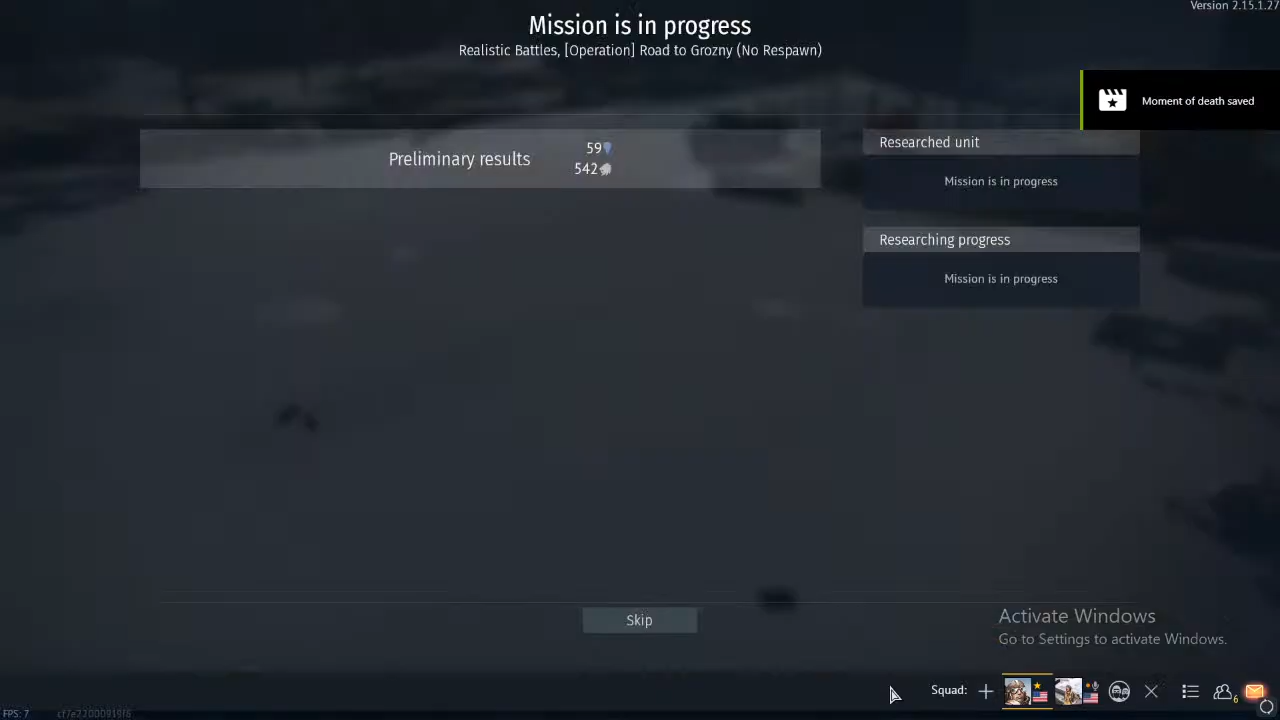 Version 2.15.1.27
Mission is in progress
Realistic Battles, [Operation] Road to Grozny (No Respawn)
Moment of death saved
Preliminary results
59
542
Researched unit
Mission is in progress
Researching progress
Mission is in progress
Skip
Activate Windows
Go to Settings to activate Windows.
Squad:
6
FPS: 7